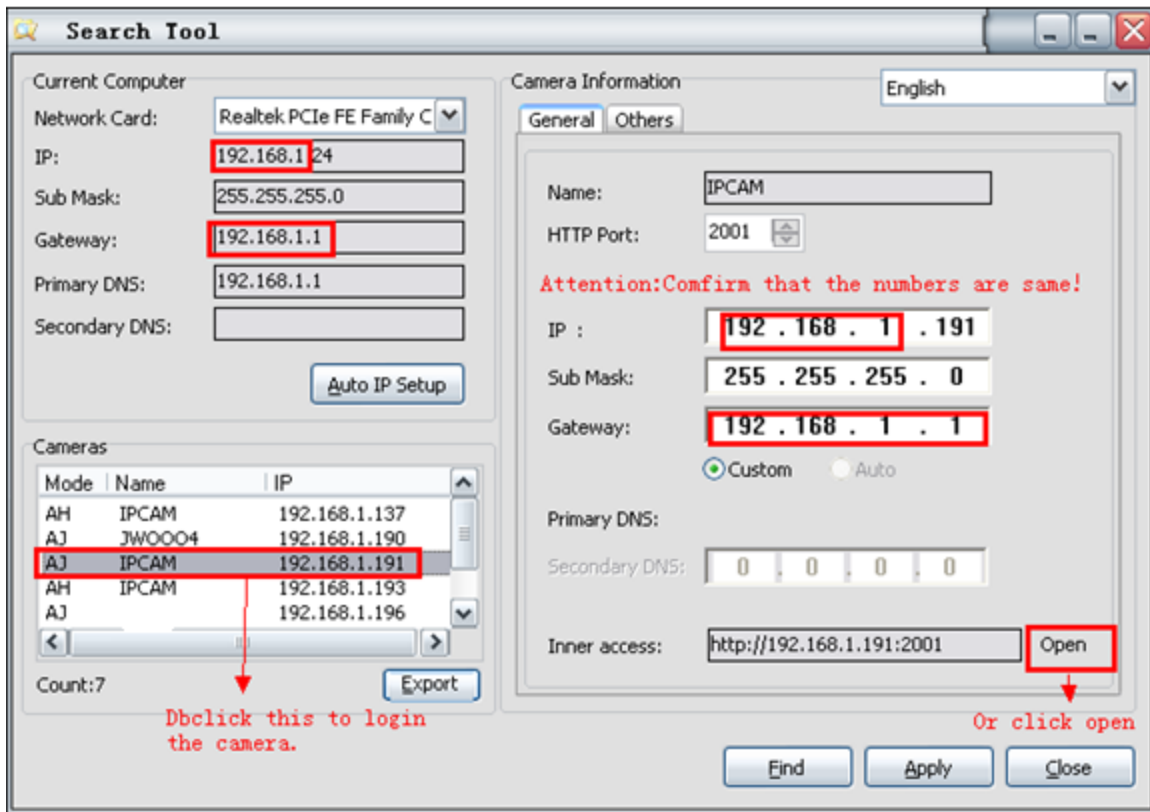 Search Tool
Current Computer
Network Card: Realtek PCIe FE Family C
IP: 192.168.1.24
Sub Mask: 255.255.255.0
Gateway: 192.168.1.1
Primary DNS: 192.168.1.1
Secondary DNS:
Auto IP Setup
Cameras
Mode Name IP
AH IPCAM 192.168.1.137
AJ JWOOO4 192.168.1.190
AJ IPCAM 192.168.1.191
AH IPCAM 192.168.1.193
AJ 192.168.1.196
Count:7
Export
Dbclick this to login
the camera.
Camera Information
English
General Others
Name: IPCAM
HTTP Port: 2001
Attention:Comfirm that the numbers are same!
IP : 192 . 168 . 1 . 191
Sub Mask: 255 . 255 . 255 . 0
Gateway: 192 . 168 . 1 . 1
Custom Auto
Primary DNS:
Secondary DNS: 0 . 0 . 0 . 0
Inner access: http://192.168.1.191:2001 Open
Or click open
Find Apply Close